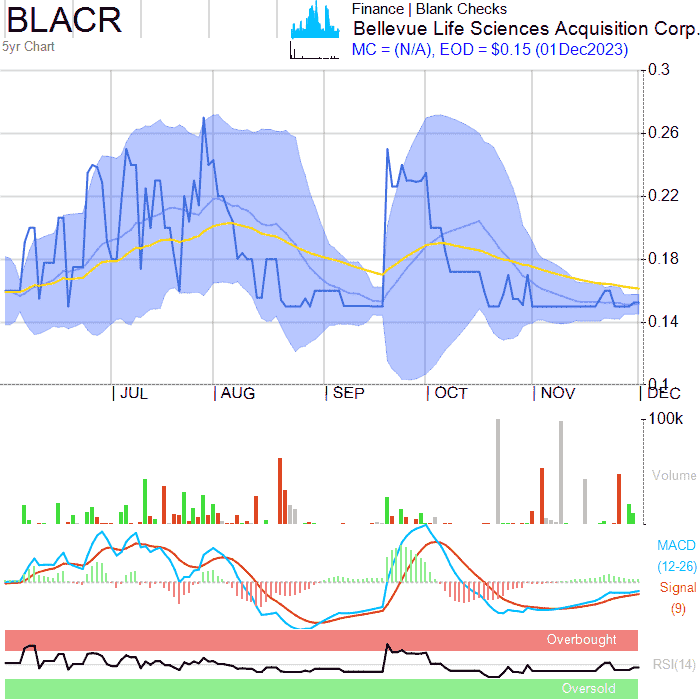 BLACR
5yr Chart
Finance | Blank Checks
Bellevue Life Sciences Acquisition Corp.
MC = (N/A), EOD = $0.15 (01Dec2023)
0.3
0.26
0.22
0.18
0.14
0.1
JUL AUG SEP OCT NOV DEC
100k
Volume
MACD
(12-26)
Signal
(9)
Overbought
RSI(14)
Oversold